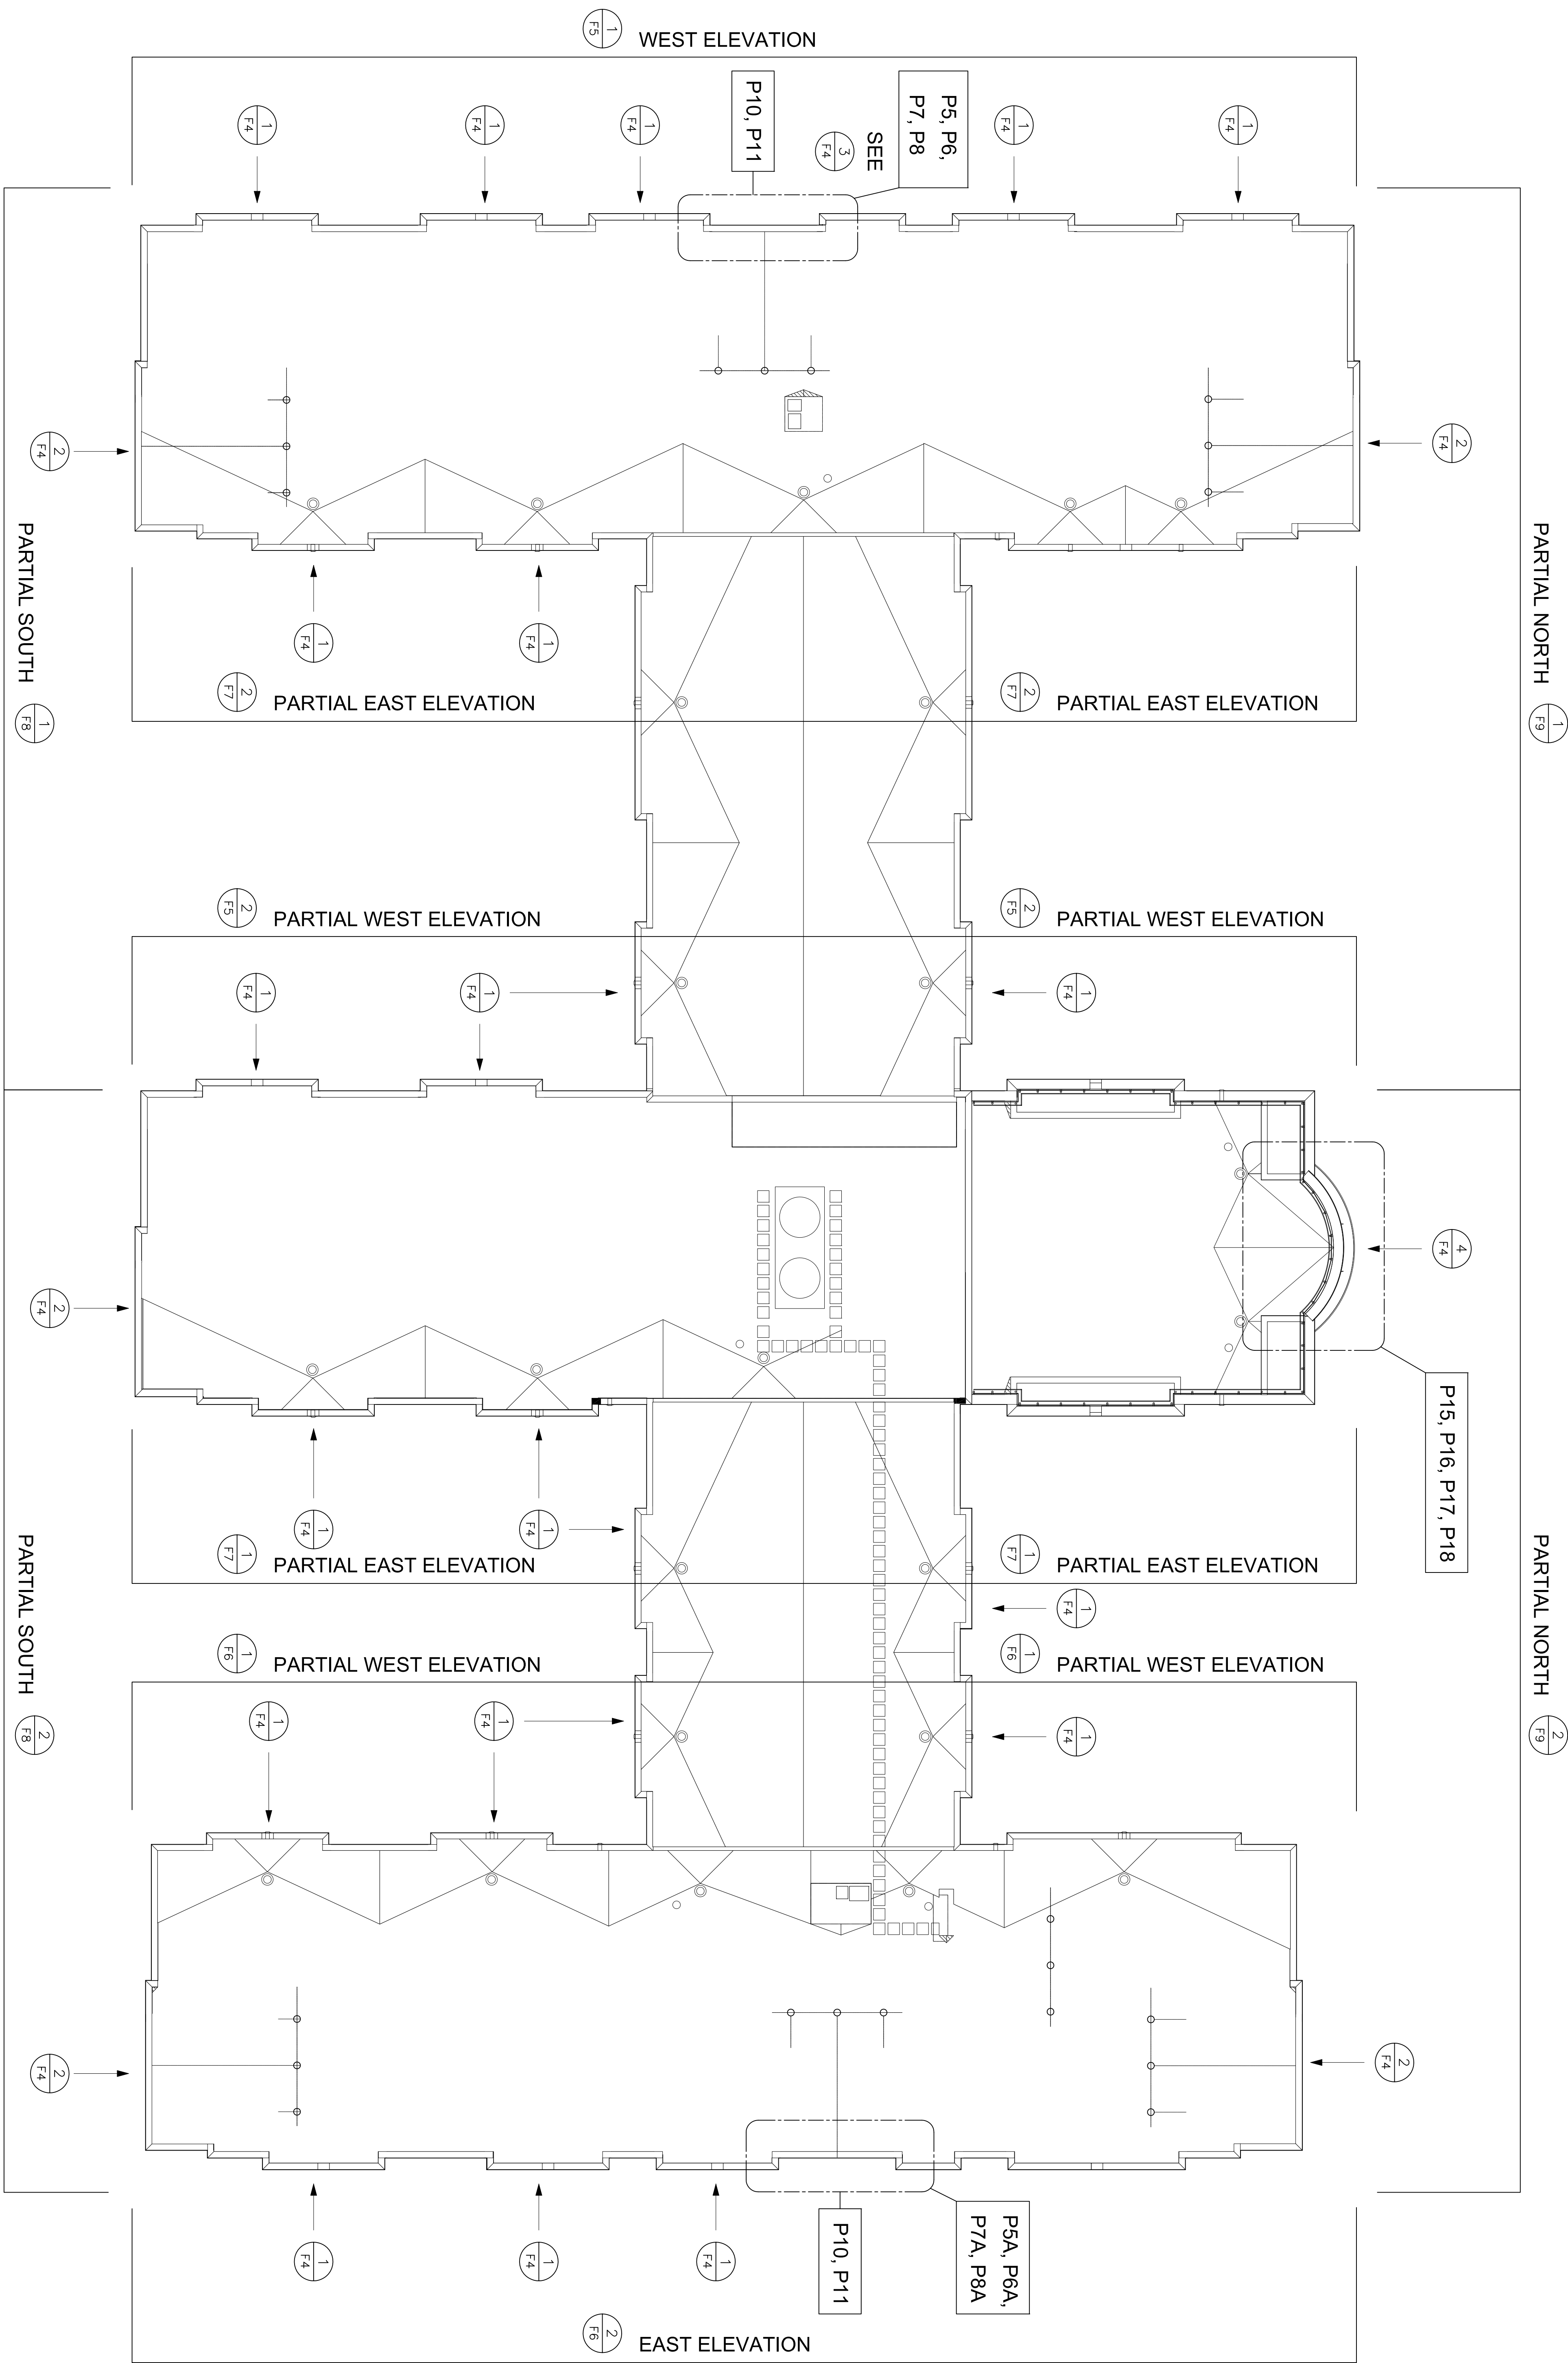 1
F5
WEST ELEVATION
P10, P11
P5, P6,
P7, P8
SEE
3
F4
1
F4
1
F4
1
F4
1
F4
1
F4
2
F4
2
F4
PARTIAL SOUTH
1
F8
PARTIAL NORTH
1
F9
1
F4
1
F4
2
F7
PARTIAL EAST ELEVATION
2
F7
PARTIAL EAST ELEVATION
2
F5
PARTIAL WEST ELEVATION
2
F5
PARTIAL WEST ELEVATION
1
F4
1
F4
1
F4
4
F4
2
F4
P15, P16, P17, P18
1
F4
1
F4
1
F7
PARTIAL EAST ELEVATION
1
F7
PARTIAL EAST ELEVATION
1
F4
PARTIAL SOUTH
2
F8
PARTIAL NORTH
2
F9
1
F6
PARTIAL WEST ELEVATION
1
F6
PARTIAL WEST ELEVATION
1
F4
1
F4
1
F4
2
F4
2
F4
1
F4
1
F4
1
F4
P10, P11
P5A, P6A,
P7A, P8A
2
F6
EAST ELEVATION